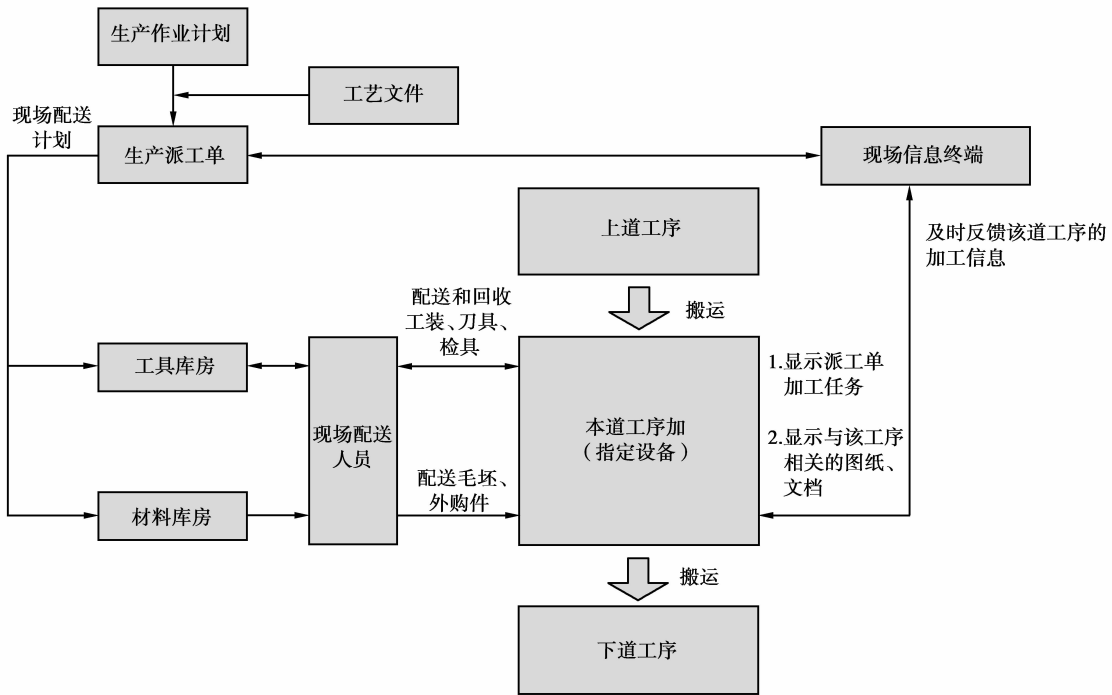 生产作业计划
工艺文件
现场配送
计划
生产派工单
现场信息终端
上道工序
及时反馈该道工序的
加工信息
搬运
配送和回收
工装、刀具、
检具
工具库房
1.显示派工单
加工任务
现场配送
人员
本道工序加
（指定设备）
2.显示与该工序
相关的图纸、
文档
配送毛坯、
外购件
材料库房
搬运
下道工序